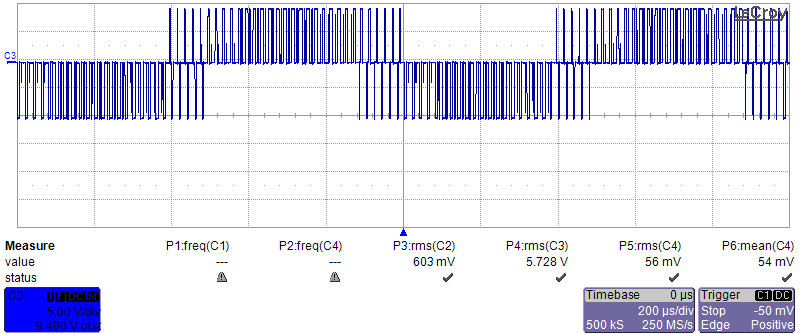 LeCroy
C3
Measure P1:freq(C1) P2:freq(C4) P3:rms(C2) P4:rms(C3) P5:rms(C4) P6:mean(C4)
value --- --- 603 mV 5.728 V 56 mV 54 mV
status
C3 DC1M
5.00 V/div
Timebase 0 µs
200 µs/div
500 kS 250 MS/s
Trigger C1 DC
Stop -50 mV
Edge Positive